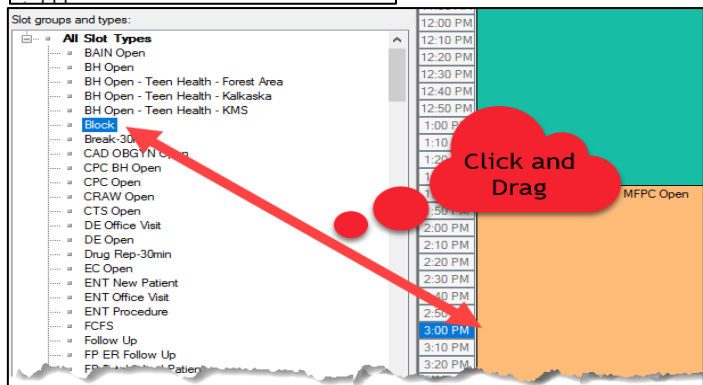 Slot groups and types:
All Slot Types
BAIN Open
BH Open
BH Open - Teen Health - Forest Area
BH Open - Teen Health - Kalkaska
BH Open - Teen Health - KMS
Block
Break-30
CAD OBGYN Open
CPC BH Open
CPC Open
CRAW Open
CTS Open
DE Office Visit
DE Open
Drug Rep-30min
EC Open
ENT New Patient
ENT Office Visit
ENT Procedure
FCFS
Follow Up
FP ER Follow Up
12:00 PM
12:10 PM
12:20 PM
12:30 PM
12:40 PM
12:50 PM
1:00 P
1:10
1:20
:50 PM
2:00 PM
2:10 PM
2:20 PM
2:30 PM
:40 PM
2:50
3:00 PM
3:10 PM
3:20 PM
Click and
Drag
MFPC Open